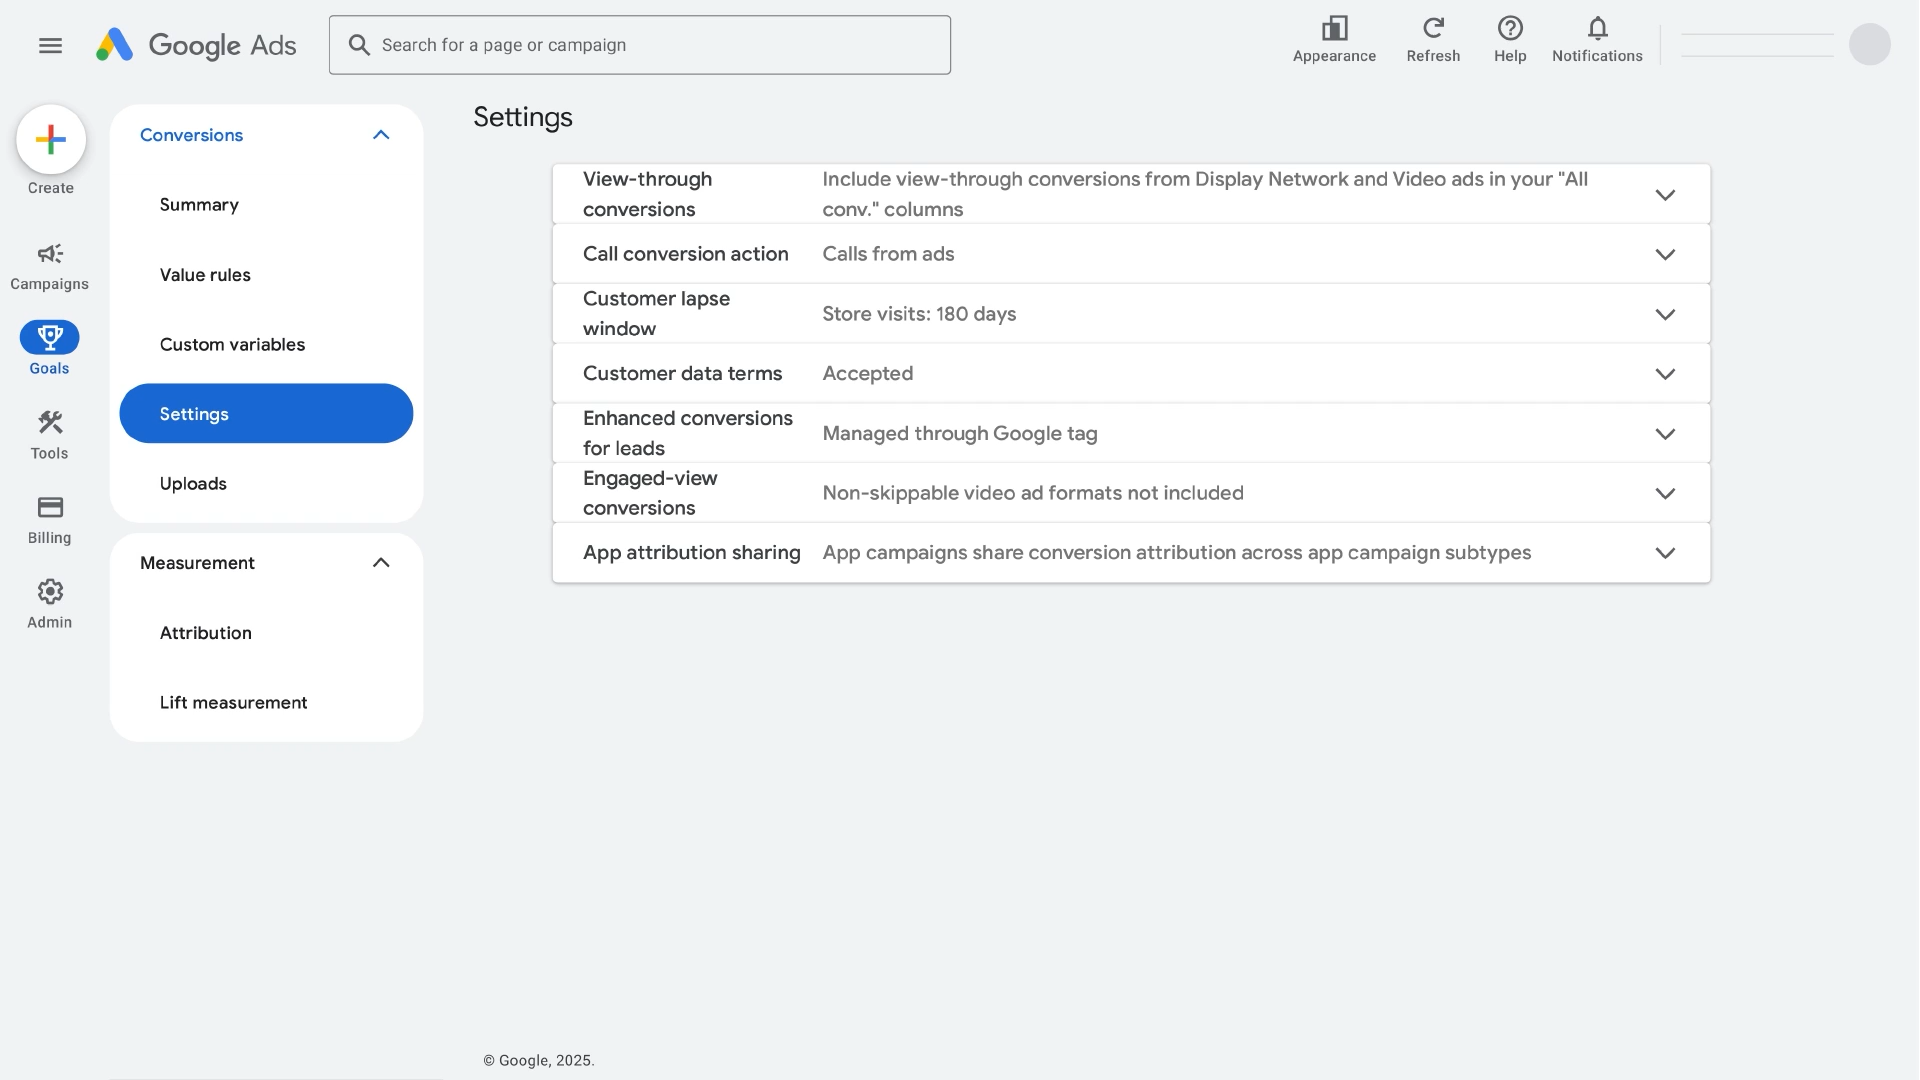 Google Ads
Search for a page or campaign
Appearance
Refresh
Help
Notifications
Create
Campaigns
Goals
Tools
Billing
Admin
Conversions
Summary
Value rules
Custom variables
Settings
Uploads
Measurement
Attribution
Lift measurement
Settings
View-through
conversions
Include view-through conversions from Display Network and Video ads in your "All
conv." columns
Call conversion action
Calls from ads
Customer lapse
window
Store visits: 180 days
Customer data terms
Accepted
Enhanced conversions
for leads
Managed through Google tag
Engaged-view
conversions
Non-skippable video ad formats not included
App attribution sharing
App campaigns share conversion attribution across app campaign subtypes
© Google, 2025.